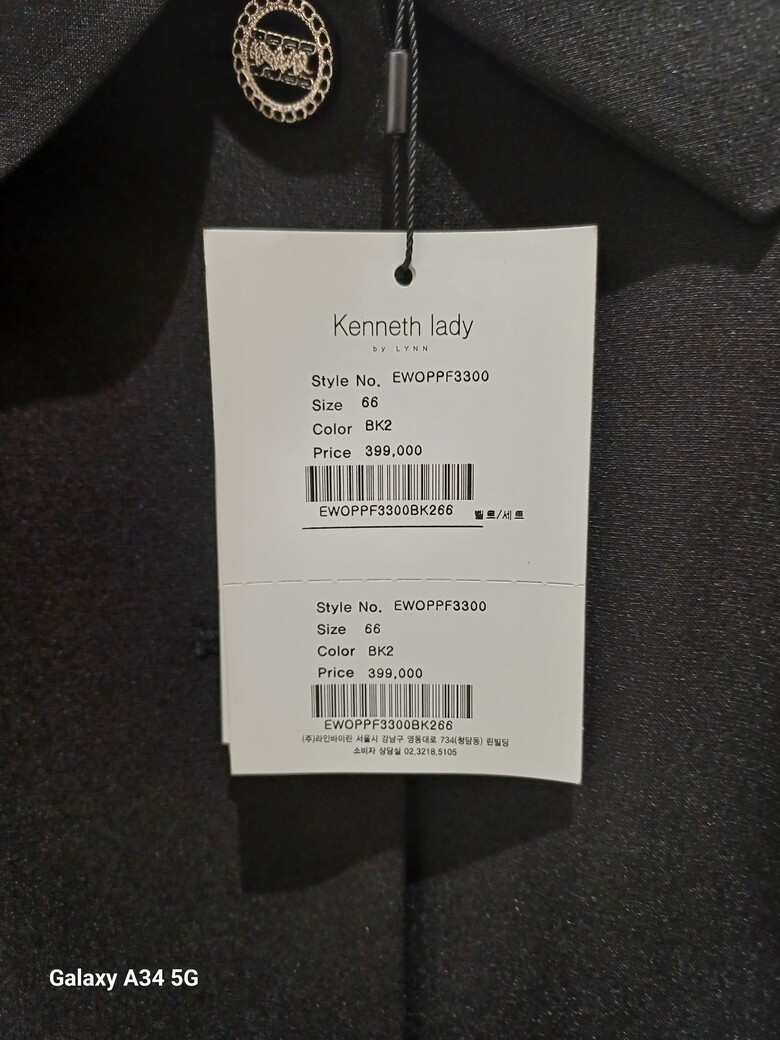 Kenneth lady
by LYNN
Style No. EWOPPF3300
Size 66
Color BK2
Price 399,000
EWOPPF3300BK266 벨트/세트
Style No. EWOPPF3300
Size 66
Color BK2
Price 399,000
EWOPPF3300BK266
(주)라인바이린 서울시 강남구 영동대로 734(청담동) 린빌딩
소비자 상담실 02,3218,5105
Galaxy A34 5G